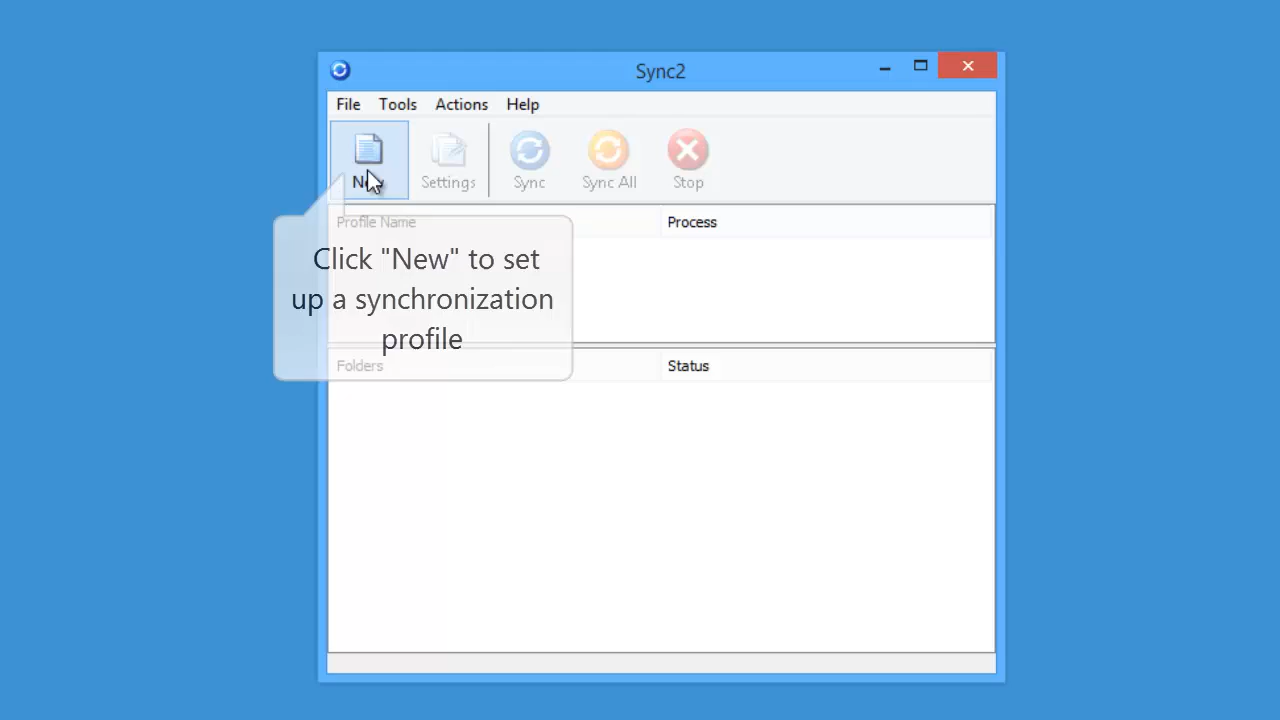 Sync2
File Tools Actions Help
New Settings Sync Sync All Stop
Profile Name Process
Click "New" to set
up a synchronization
profile
Folders Status